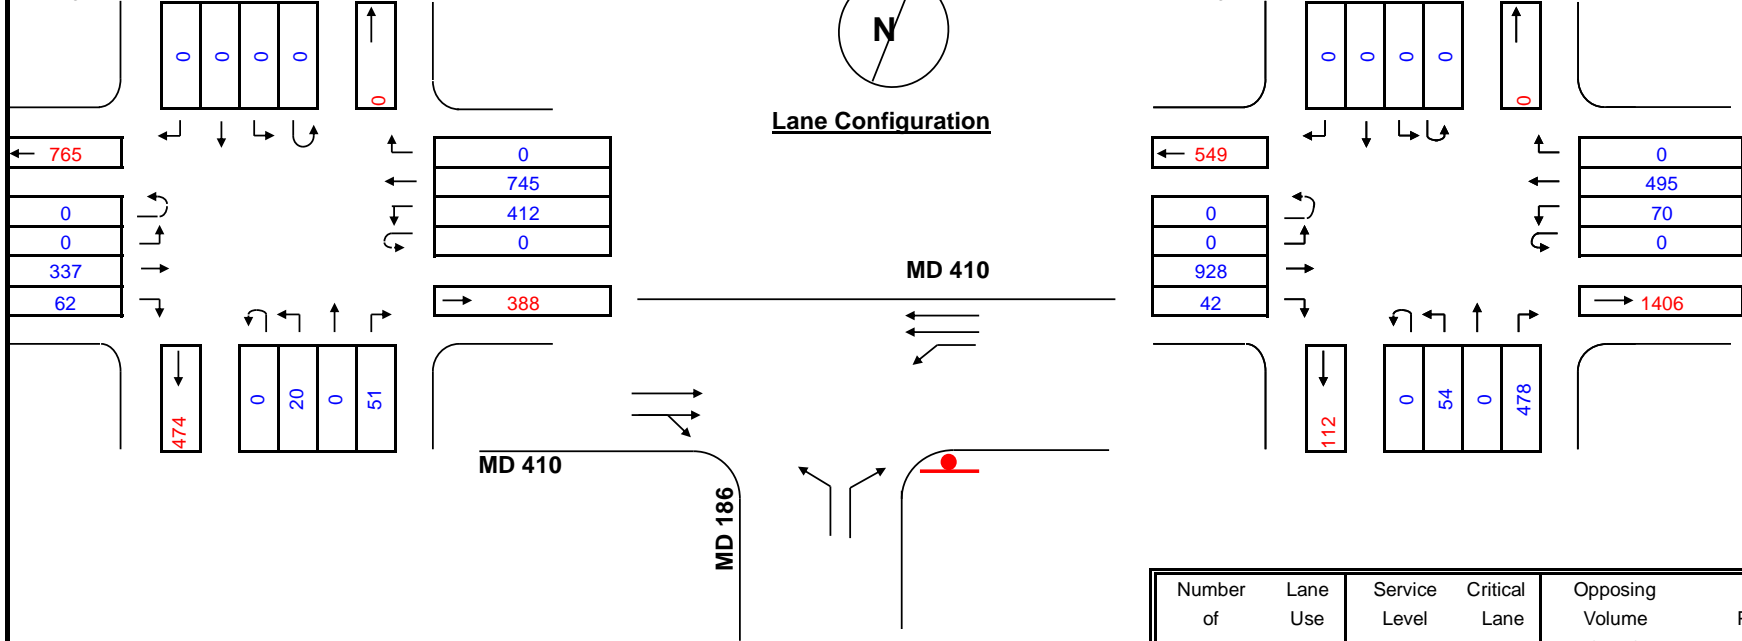 0 0 0 0 0
765
0
0
337
62
0
745
412
0
388
474
0 20 0 51
N
Lane Configuration
MD 410
MD 410
MD 186
0 0 0 0 0
549
0
0
928
42
0
495
70
0
1406
112
0 54 0 478
Number Lane Service Critical Opposing
of Use Level Lane Volume